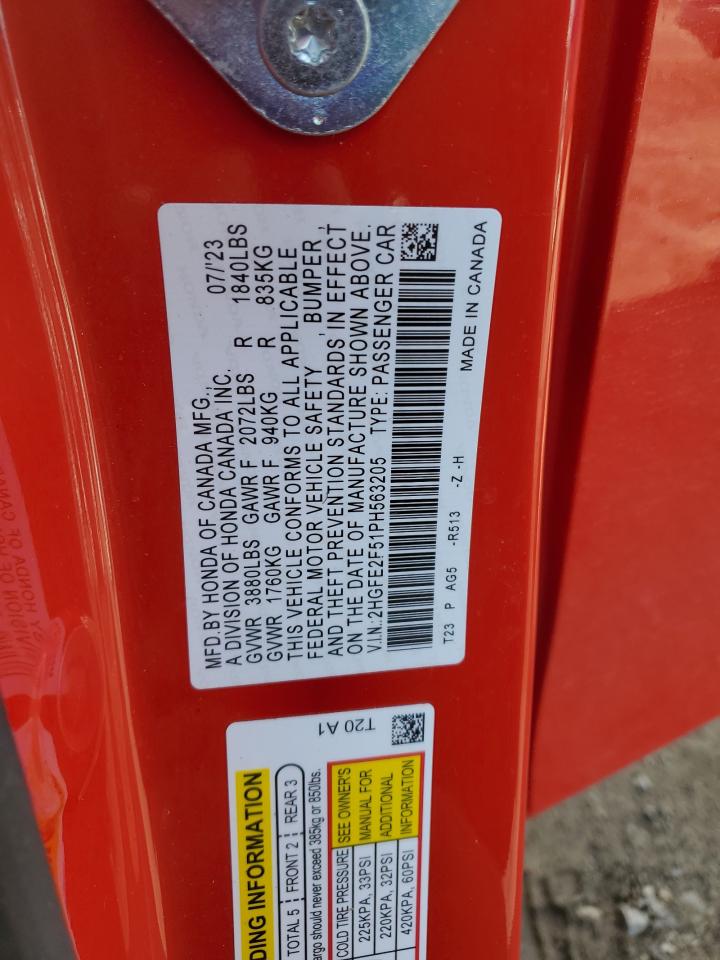 MFD.BY HONDA OF CANADA MFG., 07/'23
A DIVISION OF HONDA CANADA INC.
GVWR 3880LBS GAWR F 2072LBS R 1840LBS
GVWR 1760KG GAWR F 940KG R 835KG
THIS VEHICLE CONFORMS TO ALL APPLICABLE
FEDERAL MOTOR VEHICLE SAFETY , BUMPER ,
AND THEFT PREVENTION STANDARDS, IN EFFECT
ON THE DATE OF MANUFACTURE SHOWN ABOVE.
V.I.N.: 2HGFE2F51PH563205 TYPE: PASSENGER CAR
T23 P AG5 -R513 -Z -H MADE IN CANADA
DING INFORMATION
TOTAL 5 FRONT 2 REAR 3
argo should never exceed 385kg or 850lbs.
COLD TIRE PRESSURE SEE OWNER'S
225KPA, 33PSI MANUAL FOR
220KPA, 32PSI ADDITIONAL
420KPA, 60PSI INFORMATION
T20 A1